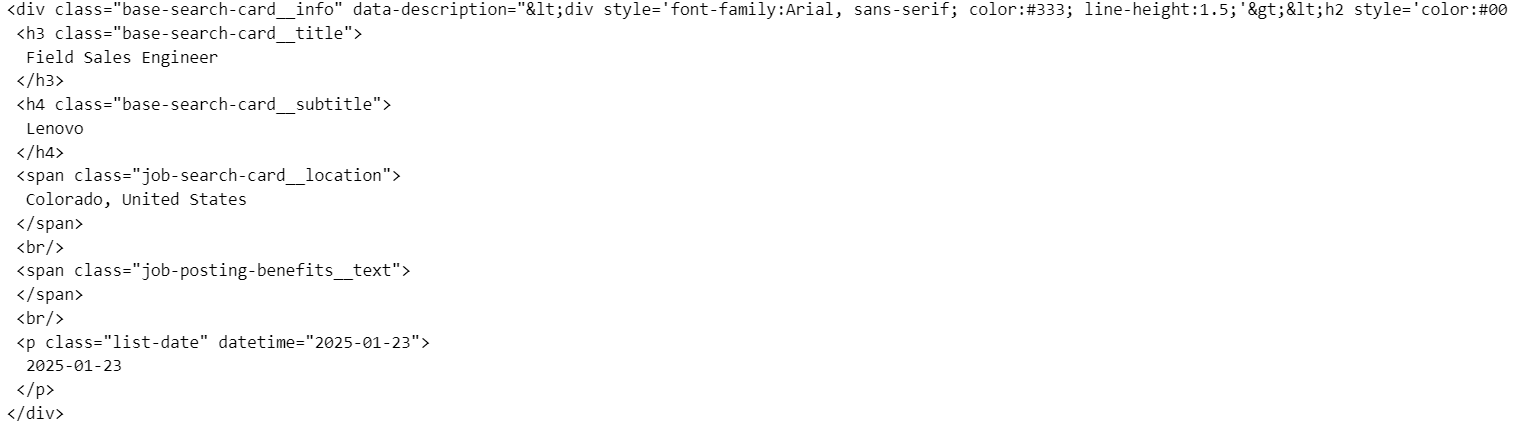 <div class="base-search-card__info" data-description="&lt;div style='font-family:Arial, sans-serif; color:#333; line-height:1.5;'&gt;&lt;h2 style='color:#00
<h3 class="base-search-card__title">
Field Sales Engineer
</h3>
<h4 class="base-search-card__subtitle">
Lenovo
</h4>
<span class="job-search-card__location">
Colorado, United States
</span>
<br/>
<span class="job-posting-benefits__text">
</span>
<br/>
<p class="list-date" datetime="2025-01-23">
2025-01-23
</p>
</div>